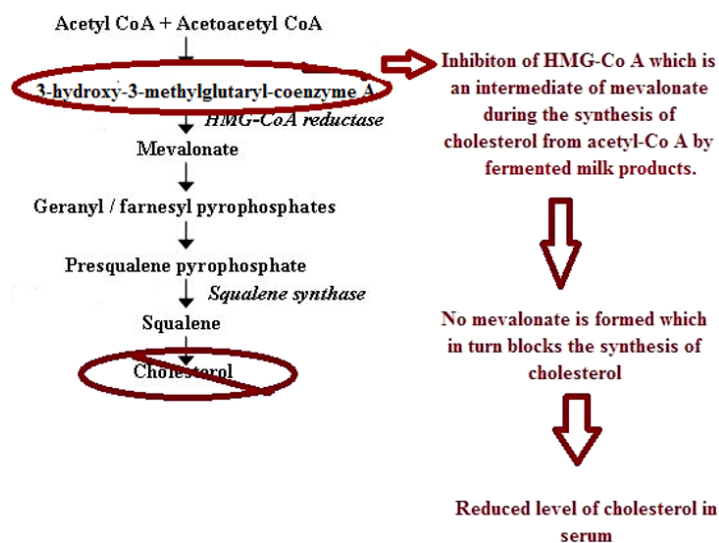 Acetyl CoA + Acetoacetyl CoA
3-hydroxy-3-methylglutaryl-coenzyme A
HMG-CoA reductase
Mevalonate
Geranyl / farnesyl pyrophosphates
Presqualene pyrophosphate
Squalene synthase
Squalene
Cholesterol
Inhibiton of HMG-Co A which is
an intermediate of mevalonate
during the synthesis of
cholesterol from acetyl-Co A by
fermented milk products.
No mevalonate is formed which
in turn blocks the synthesis of
cholesterol
Reduced level of cholesterol in
serum